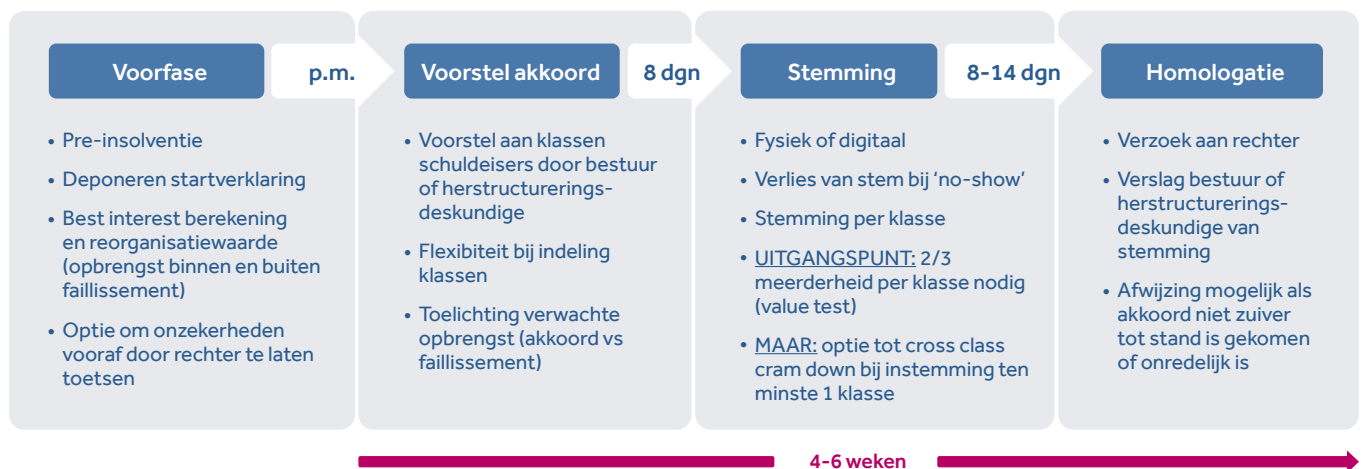 Voorfase
p.m.
Voorstel akkoord
8 dgn
Stemming
8-14 dgn
Homologatie
• Pre-insolventie
• Deponeren startverklaring
• Best interest berekening
en reorganisatiewaarde
(opbrengst binnen en buiten
faillissement)
• Optie om onzekerheden
vooraf door rechter te laten
toetsen
• Voorstel aan klassen
schuldeisers door bestuur
of herstructurerings-
deskundige
• Flexibiteit bij indeling
klassen
• Toelichting verwachte
opbrengst (akkoord vs
faillissement)
• Fysiek of digitaal
• Verlies van stem bij ‘no-show’
• Stemming per klasse
• UITGANGSPUNT: 2/3
meerderheid per klasse nodig
(value test)
• MAAR: optie tot cross class
cram down bij instemming ten
minste 1 klasse
• Verzoek aan rechter
• Verslag bestuur of
herstructurerings-
deskundige van
stemming
• Afwijzing mogelijk als
akkoord niet zuiver
tot stand is gekomen
of onredelijk is
4-6 weken